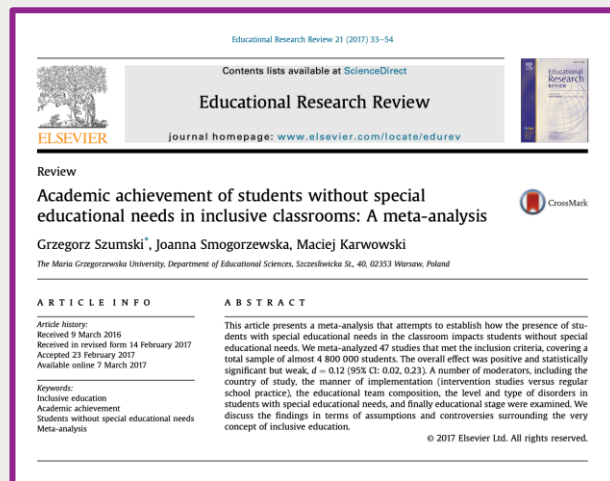 Educational Research Review 21 (2017) 33–54
Contents lists available at ScienceDirect
Educational Research Review
journal homepage: www.elsevier.com/locate/edurev
ELSEVIER
Educational
Research
REVIEW
Review
Academic achievement of students without special
educational needs in inclusive classrooms: A meta-analysis
CrossMark
Grzegorz Szumski*, Joanna Smogorzewska, Maciej Karwowski
The Maria Grzegorzewska University, Department of Educational Sciences, Szczesliwicka St., 40, 02353 Warsaw, Poland
ARTICLE INFO
Article history:
Received 9 March 2016
Received in revised form 14 February 2017
Accepted 23 February 2017
Available online 7 March 2017
Keywords:
Inclusive education
Academic achievement
Students without special educational needs
Meta-analysis
ABSTRACT
This article presents a meta-analysis that attempts to establish how the presence of stu-
dents with special educational needs in the classroom impacts students without special
educational needs. We meta-analyzed 47 studies that met the inclusion criteria, covering a
total sample of almost 4 800 000 students. The overall effect was positive and statistically
significant but weak, d = 0.12 (95% CI: 0.02, 0.23). A number of moderators, including the
country of study, the manner of implementation (intervention studies versus regular
school practice), the educational team composition, the level and type of disorders in
students with special educational needs, and finally educational stage were examined. We
discuss the findings in terms of assumptions and controversies surrounding the very
concept of inclusive education.
© 2017 Elsevier Ltd. All rights reserved.